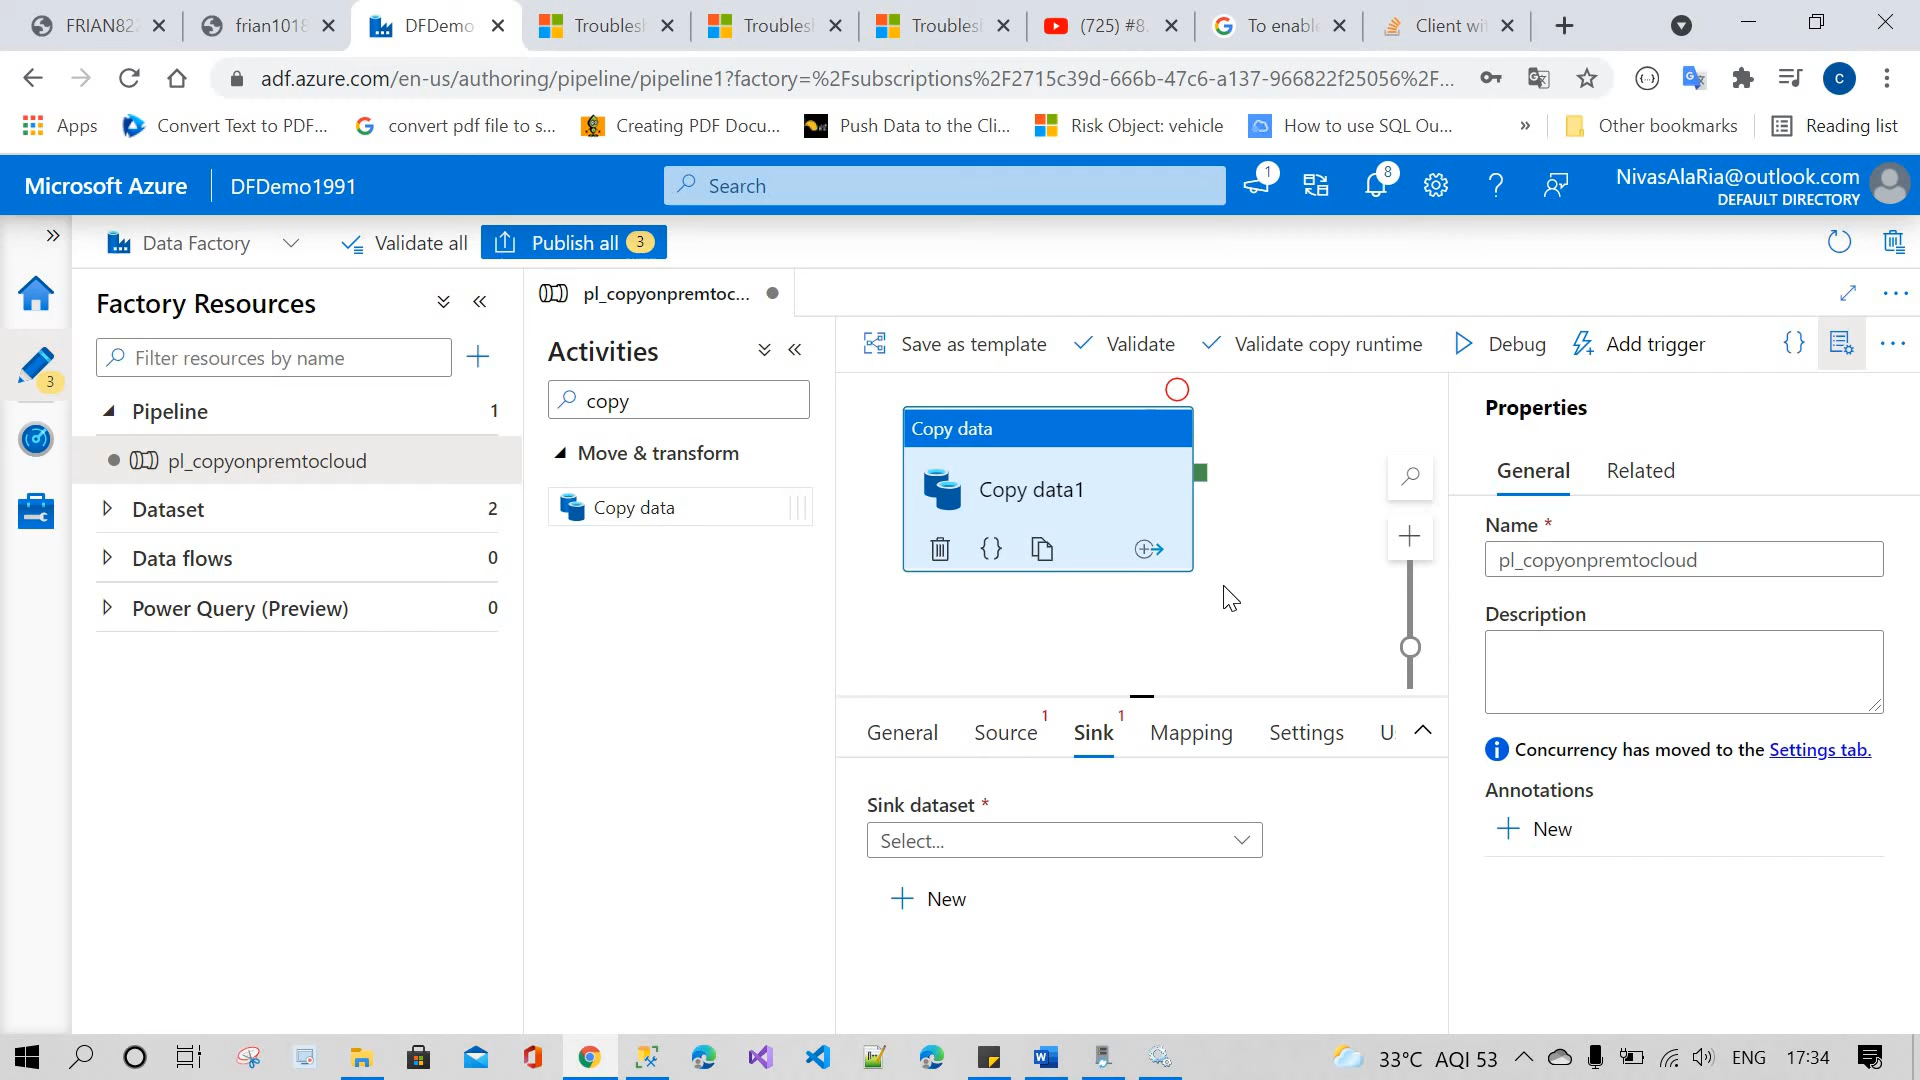 FRIAN82
frian1018
DFDemo
Troublesh
Troublesh
Troublesh
(725) #8.
To enabl
Client wi
adf.azure.com/en-us/authoring/pipeline/pipeline1?factory=%2Fsubscriptions%2F2715c39d-666b-47c6-a137-966822f25056%2F...
c
Apps
Convert Text to PDF...
convert pdf file to s...
Creating PDF Docu...
Push Data to the Cli...
Risk Object: vehicle
How to use SQL Ou...
»
Other bookmarks
Reading list
Microsoft Azure
DFDemo1991
Search
1
8
NivasAlaRia@outlook.com
DEFAULT DIRECTORY
Data Factory
Validate all
Publish all 3
Factory Resources
Filter resources by name
3
Pipeline 1
pl_copyonpremtocloud
Dataset 2
Data flows 0
Power Query (Preview) 0
pl_copyonpremtoc...
Activities
copy
Move & transform
Copy data
Save as template
Validate
Validate copy runtime
Debug
Add trigger
Copy data
Copy data1
General
Source 1
Sink 1
Mapping
Settings
Us
Sink dataset *
Select...
New
Properties
General
Related
Name *
pl_copyonpremtocloud
Description
Concurrency has moved to the Settings tab.
Annotations
New
33°C AQI 53
ENG
17:34